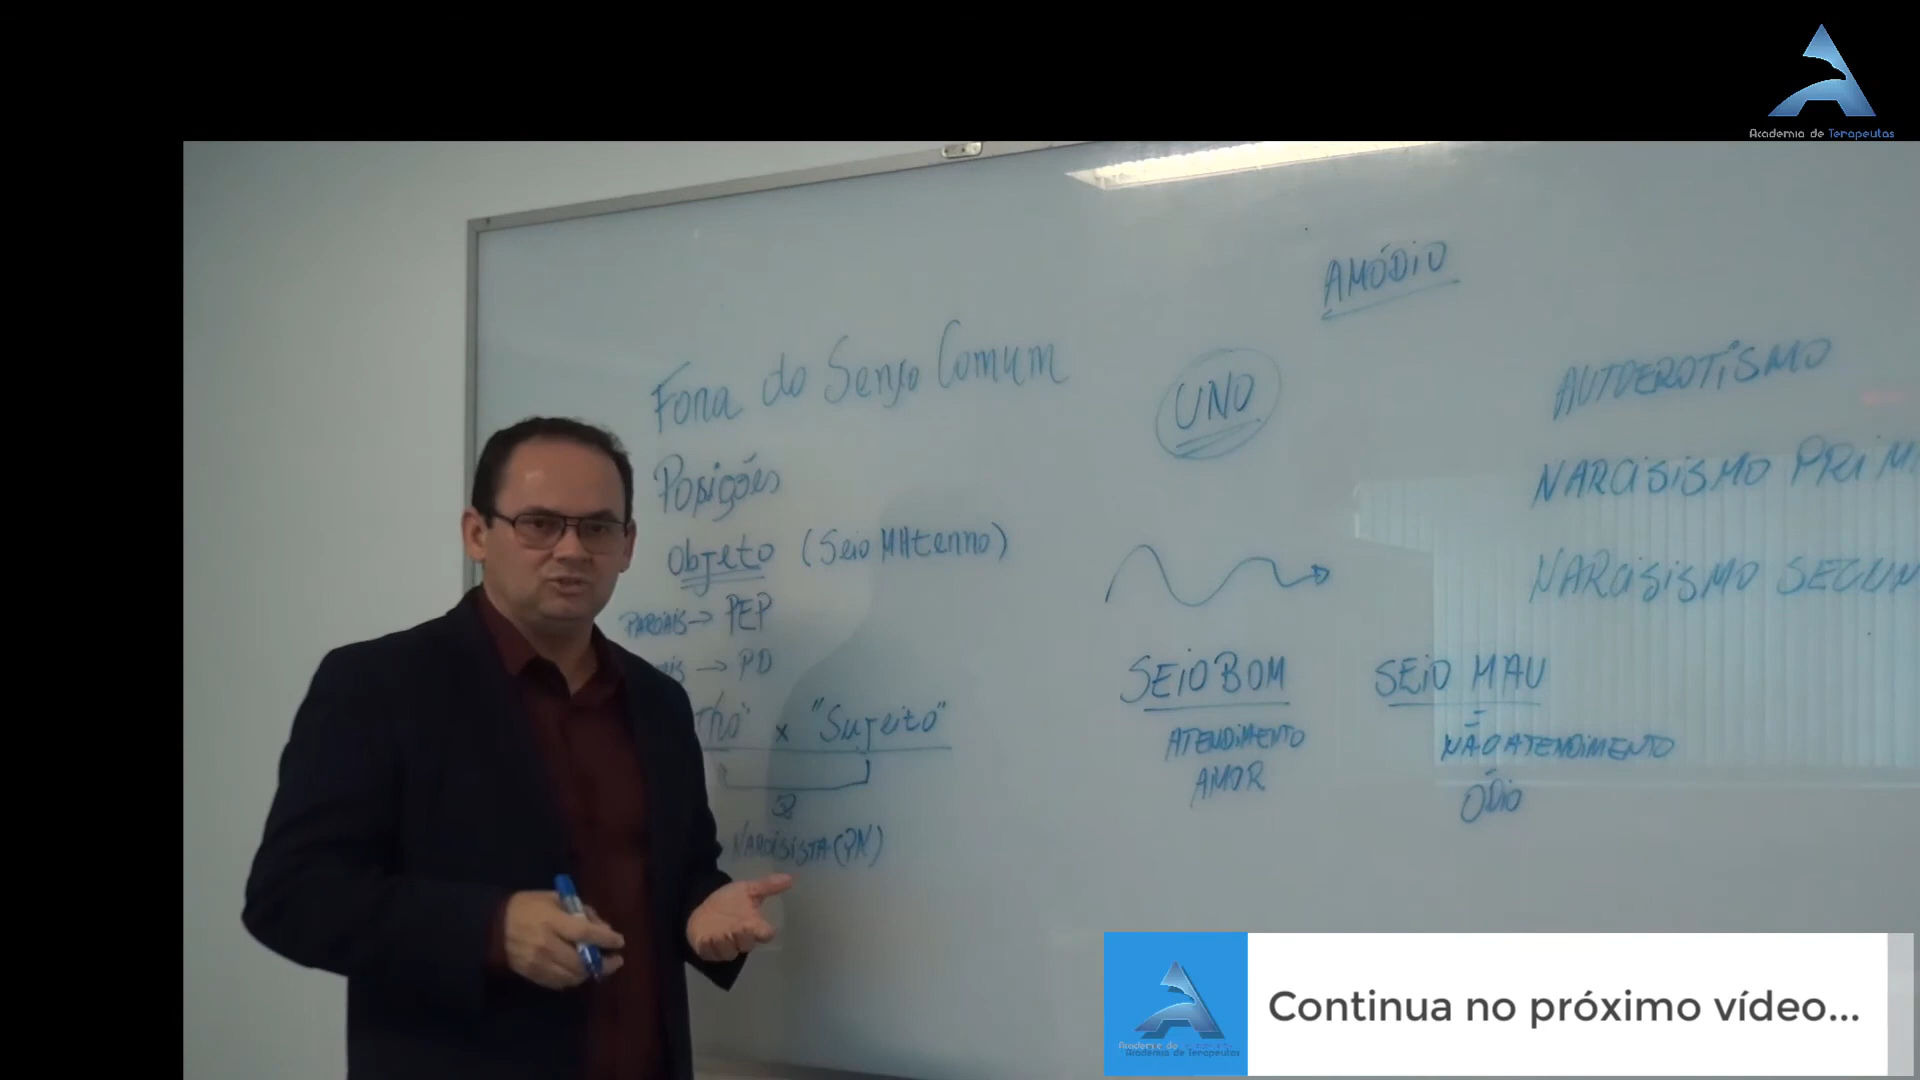 Academia de Terapeutas
AMÓDIO
Fora do Senso Comum
UNO
AUTOEROTISMO
Posições
NARCISISMO PRIM
Objeto (Seio MAterno)
NARCISISMO SECUN
PARCIAIS → PEP
→ PD
SEIO BOM
SEIO MAU
x "Sujeito"
ATENDIMENTO
NÃO ATENDIMENTO
AMOR
ÓDIO
NARCISISTA (PN)
Continua no próximo vídeo...
Academia de Terapeutas